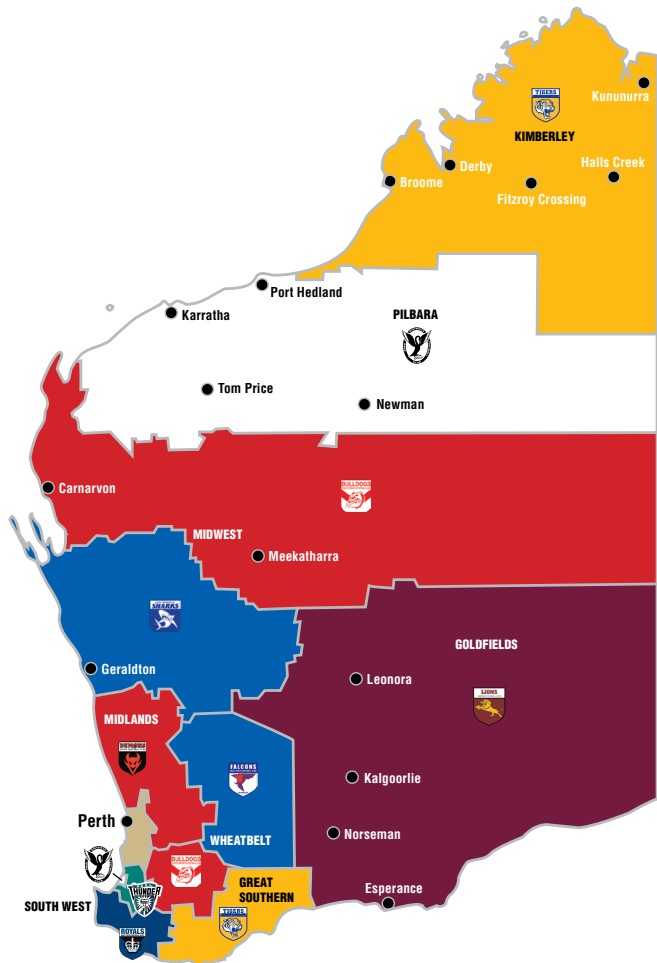 TIGERS
KIMBERLEY
Kununurra
Derby
Halls Creek
Broome
Fitzroy Crossing
Port Hedland
Karratha
PILBARA
Tom Price
Newman
Carnarvon
BULLDOGS
MIDWEST
Meekatharra
SHARKS
GOLDFIELDS
Geraldton
Leonora
LIONS
MIDLANDS
DEMONS
FALCONS
Kalgoorlie
Perth
Norseman
WHEATBELT
BULLDOGS
THUNDER
GREAT
SOUTHERN
Esperance
SOUTH WEST
TIGERS
ROYALS